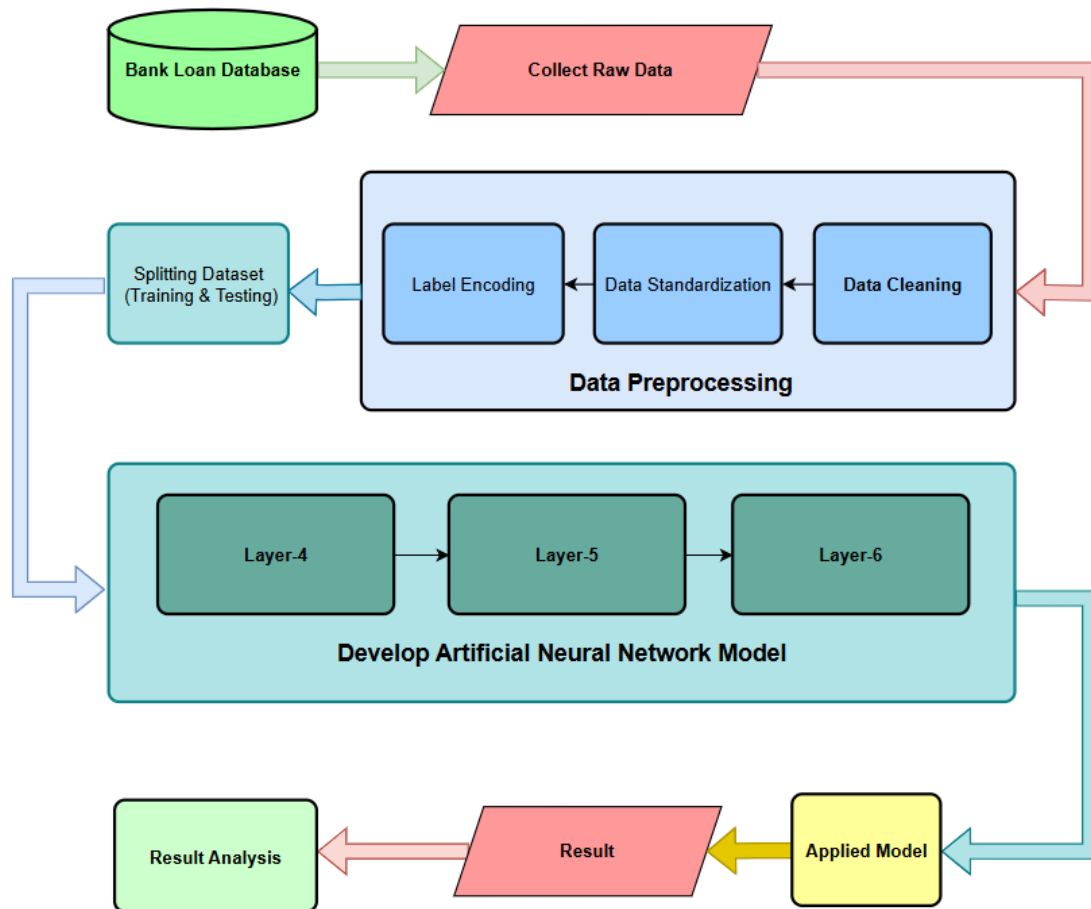 Bank Loan Database
Collect Raw Data
Splitting Dataset
(Training & Testing)
Label Encoding
Data Standardization
Data Cleaning
Data Preprocessing
Layer-4
Layer-5
Layer-6
Develop Artificial Neural Network Model
Result Analysis
Result
Applied Model